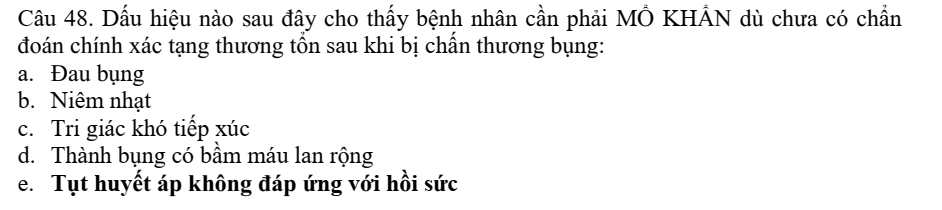 Câu 48. Dấu hiệu nào sau đây cho thấy bệnh nhân cần phải MỔ KHẨN dù chưa có chẩn
đoán chính xác tạng thương tổn sau khi bị chấn thương bụng:
a. Đau bụng
b. Niêm nhạt
c. Tri giác khó tiếp xúc
d. Thành bụng có bầm máu lan rộng
e. Tụt huyết áp không đáp ứng với hồi sức